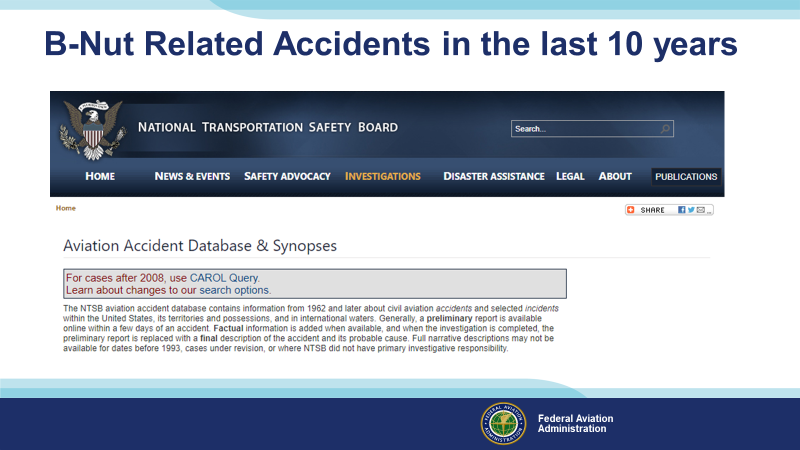 B-Nut Related Accidents in the last 10 years
NATIONAL TRANSPORTATION SAFETY BOARD
Search...
HOME NEWS & EVENTS SAFETY ADVOCACY INVESTIGATIONS DISASTER ASSISTANCE LEGAL ABOUT PUBLICATIONS
Home
SHARE
Aviation Accident Database & Synopses
For cases after 2008, use CAROL Query.
Learn about changes to our search options.
The NTSB aviation accident database contains information from 1962 and later about civil aviation accidents and selected incidents
within the United States, its territories and possessions, and in international waters. Generally, a preliminary report is available
online within a few days of an accident. Factual information is added when available, and when the investigation is completed, the
preliminary report is replaced with a final description of the accident and its probable cause. Full narrative descriptions may not be
available for dates before 1993, cases under revision, or where NTSB did not have primary investigative responsibility.
FEDERAL AVIATION
ADMINISTRATION
Federal Aviation
Administration